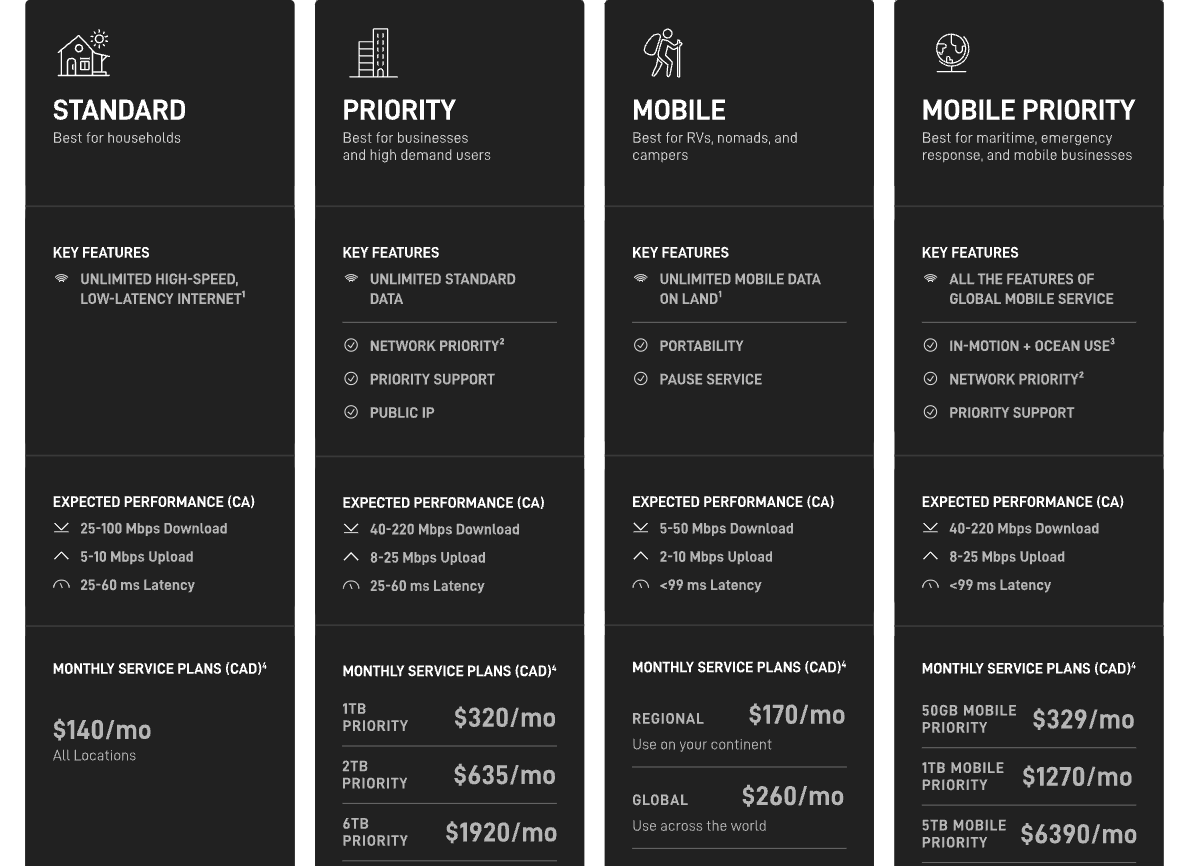 STANDARD
Best for households
KEY FEATURES
UNLIMITED HIGH-SPEED,
LOW-LATENCY INTERNET¹
EXPECTED PERFORMANCE (CA)
25-100 Mbps Download
5-10 Mbps Upload
25-60 ms Latency
MONTHLY SERVICE PLANS (CAD)⁴
$140/mo
All Locations
PRIORITY
Best for businesses
and high demand users
KEY FEATURES
UNLIMITED STANDARD
DATA
NETWORK PRIORITY²
PRIORITY SUPPORT
PUBLIC IP
EXPECTED PERFORMANCE (CA)
40-220 Mbps Download
8-25 Mbps Upload
25-60 ms Latency
MONTHLY SERVICE PLANS (CAD)⁴
1TB
PRIORITY
$320/mo
2TB
PRIORITY
$635/mo
6TB
PRIORITY
$1920/mo
MOBILE
Best for RVs, nomads, and
campers
KEY FEATURES
UNLIMITED MOBILE DATA
ON LAND¹
PORTABILITY
PAUSE SERVICE
EXPECTED PERFORMANCE (CA)
5-50 Mbps Download
2-10 Mbps Upload
<99 ms Latency
MONTHLY SERVICE PLANS (CAD)⁴
REGIONAL $170/mo
Use on your continent
GLOBAL $260/mo
Use across the world
MOBILE PRIORITY
Best for maritime, emergency
response, and mobile businesses
KEY FEATURES
ALL THE FEATURES OF
GLOBAL MOBILE SERVICE
IN-MOTION + OCEAN USE³
NETWORK PRIORITY²
PRIORITY SUPPORT
EXPECTED PERFORMANCE (CA)
40-220 Mbps Download
8-25 Mbps Upload
<99 ms Latency
MONTHLY SERVICE PLANS (CAD)⁴
50GB MOBILE
PRIORITY
$329/mo
1TB MOBILE
PRIORITY
$1270/mo
5TB MOBILE
PRIORITY
$6390/mo